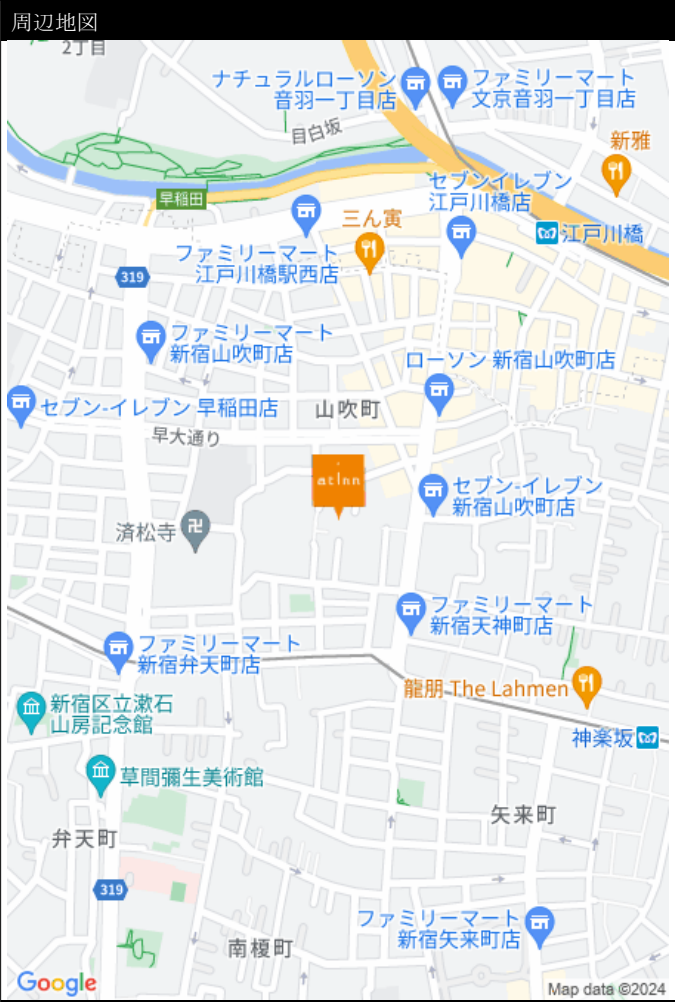 周辺地図
2丁目
ナチュラルローソン
音羽一丁目店
ファミリーマート
文京音羽一丁目店
目白坂
新雅
早稲田
セブンイレブン
江戸川橋店
三ん寅
江戸川橋
ファミリーマート
江戸川橋駅西店
319
ファミリーマート
新宿山吹町店
ローソン 新宿山吹町店
セブン-イレブン 早稲田店
山吹町
早大通り
at inn
セブン-イレブン
新宿山吹町店
済松寺
ファミリーマート
新宿天神町店
ファミリーマート
新宿弁天町店
龍朋 The Lahmen
新宿区立漱石
山房記念館
神楽坂
草間彌生美術館
矢来町
弁天町
319
ファミリーマート
新宿矢来町店
南榎町
Google
Map data ©2024